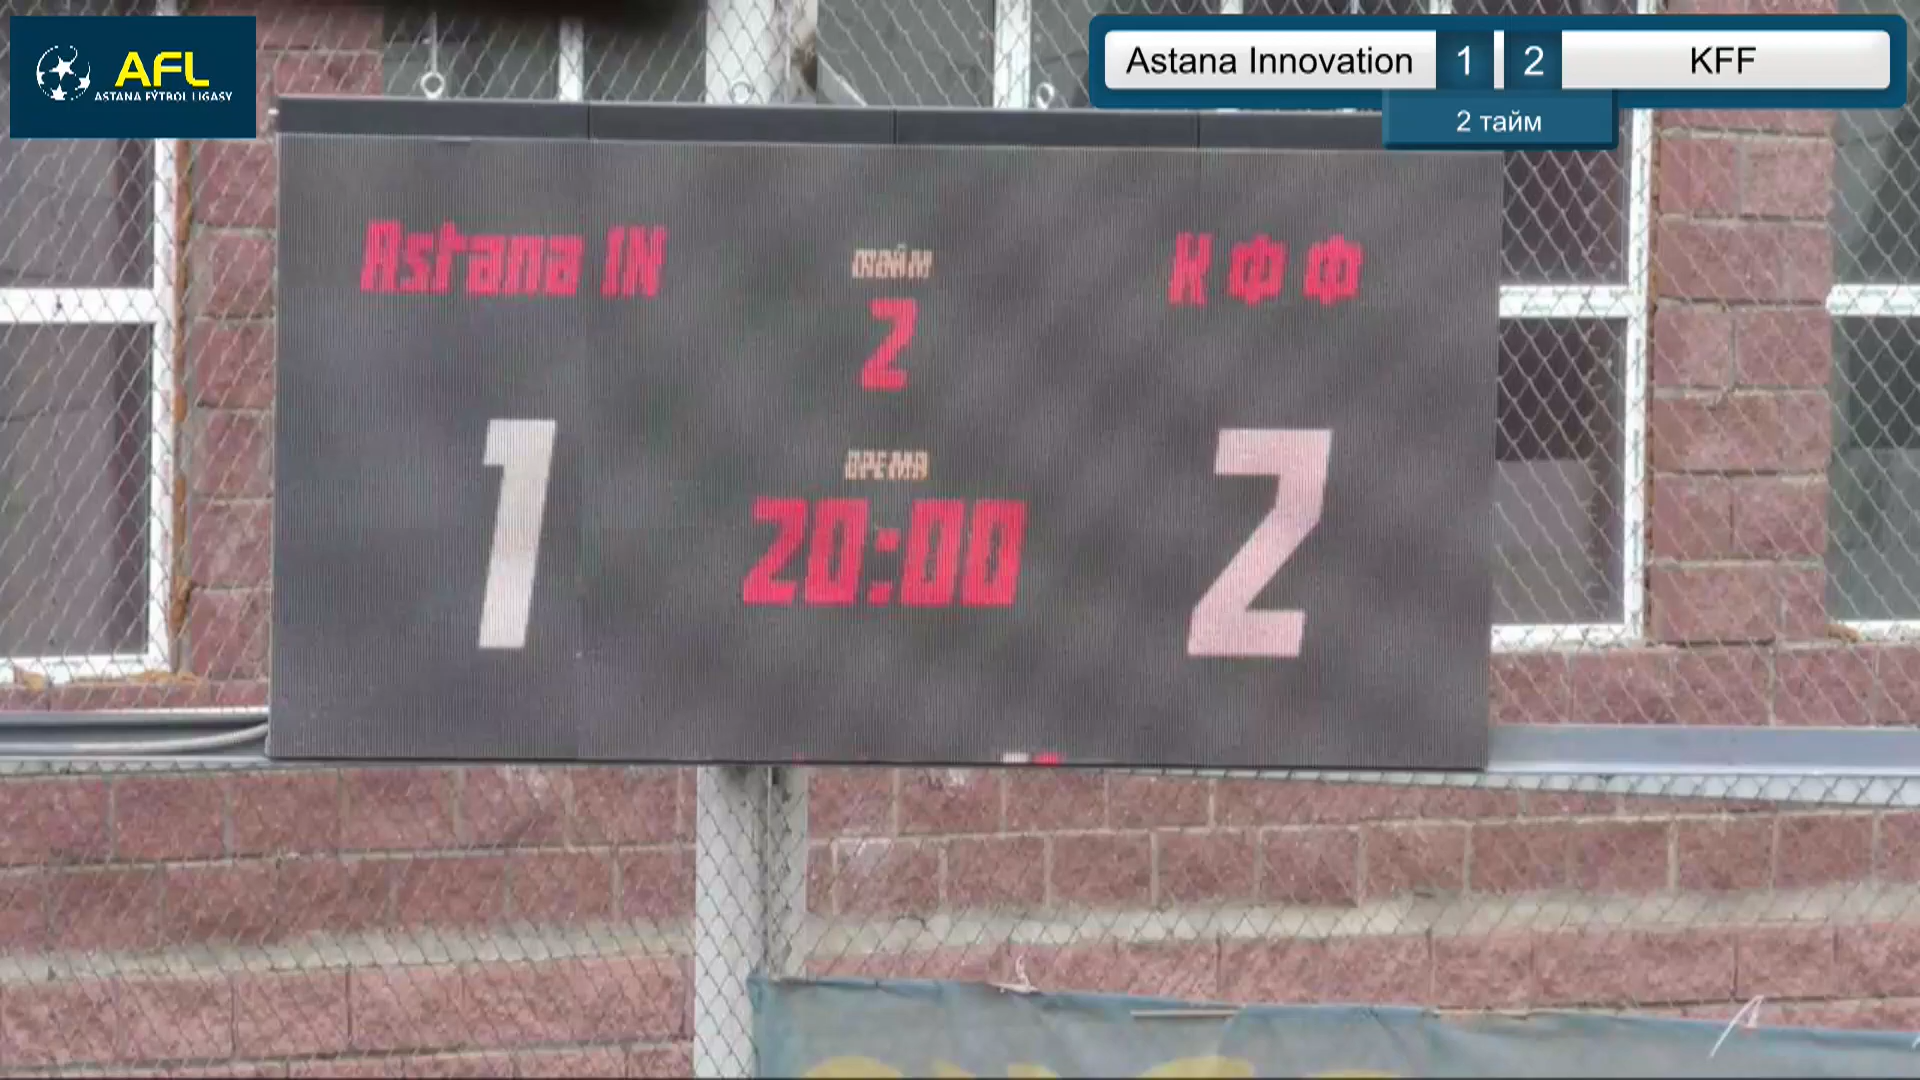 AFL
ASTANA FÝTBOL LIGASY
Astana Innovation 1 2 KFF
2 тайм
Astana IN
тайм
К Ф Ф
2
1
время
20:00
2